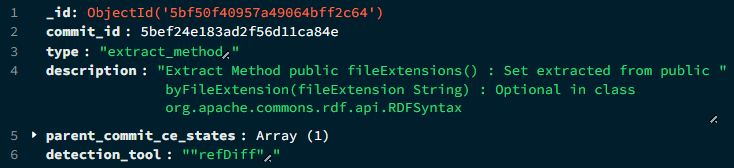 1 _id: ObjectId('5bf50f40957a49064bff2c64')
2 commit_id : 5bef24e183ad2f56d11ca84e
3 type : "extract_method"
4 description : "Extract Method public fileExtensions() : Set extracted from public "
byFileExtension(fileExtension String) : Optional in class
org.apache.commons.rdf.api.RDFSyntax
5 parent_commit_ce_states : Array (1)
6 detection_tool : ""refDiff""